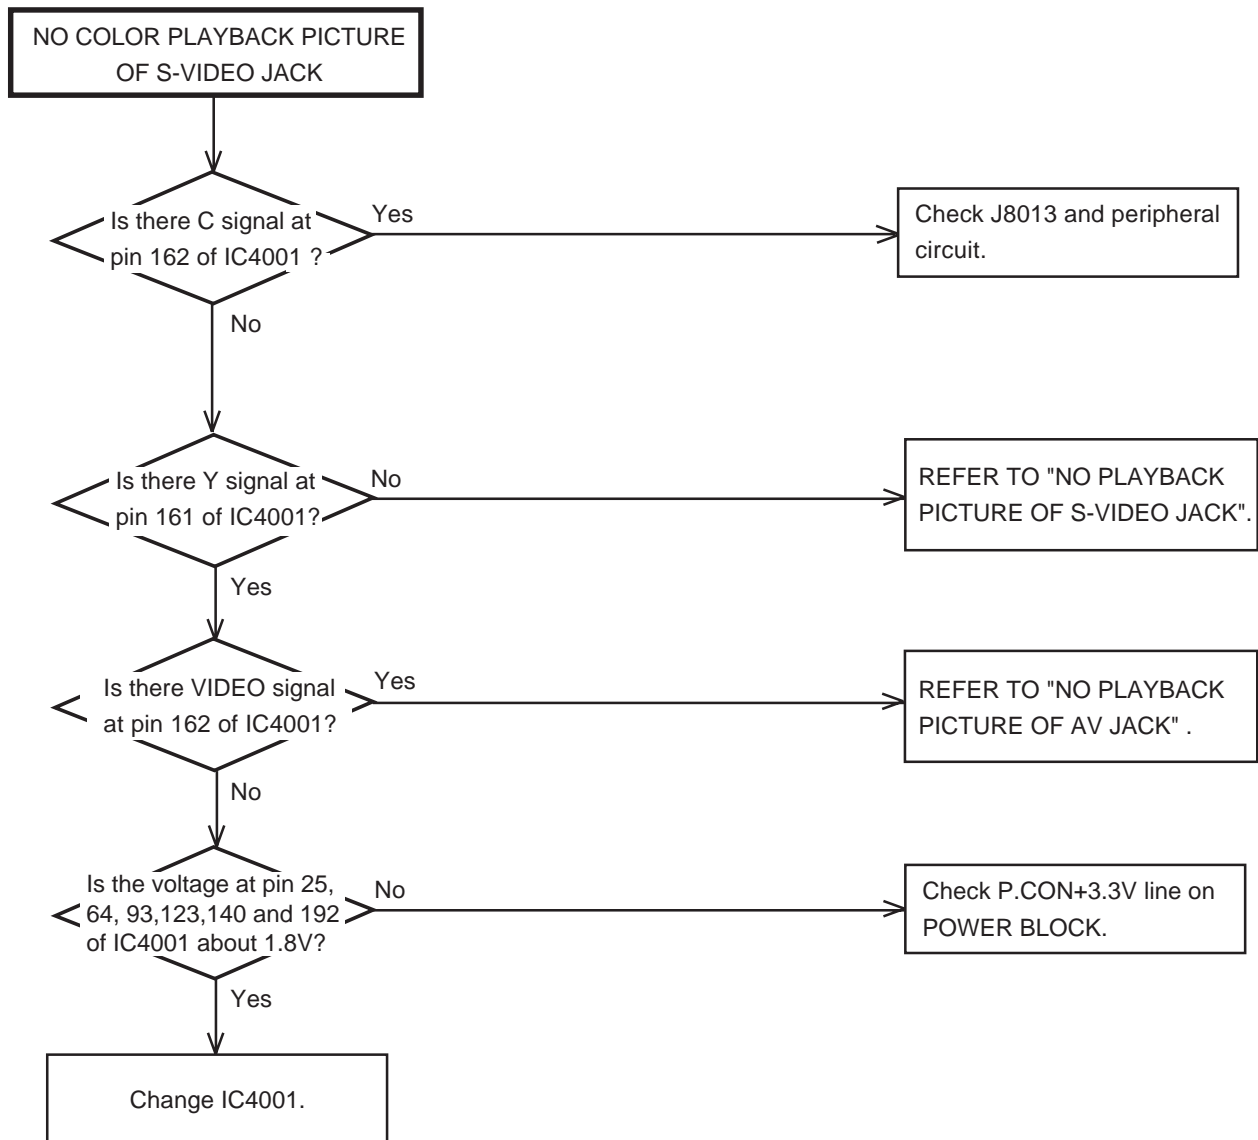 NO COLOR PLAYBACK PICTURE
OF S-VIDEO JACK
Is there C signal at
pin 162 of IC4001 ?
Yes
Check J8013 and peripheral
circuit.
No
Is there Y signal at
pin 161 of IC4001?
No
REFER TO "NO PLAYBACK
PICTURE OF S-VIDEO JACK".
Yes
Is there VIDEO signal
at pin 162 of IC4001?
Yes
REFER TO "NO PLAYBACK
PICTURE OF AV JACK" .
No
Is the voltage at pin 25,
64, 93,123,140 and 192
of IC4001 about 1.8V?
No
Check P.CON+3.3V line on
POWER BLOCK.
Yes
Change IC4001.